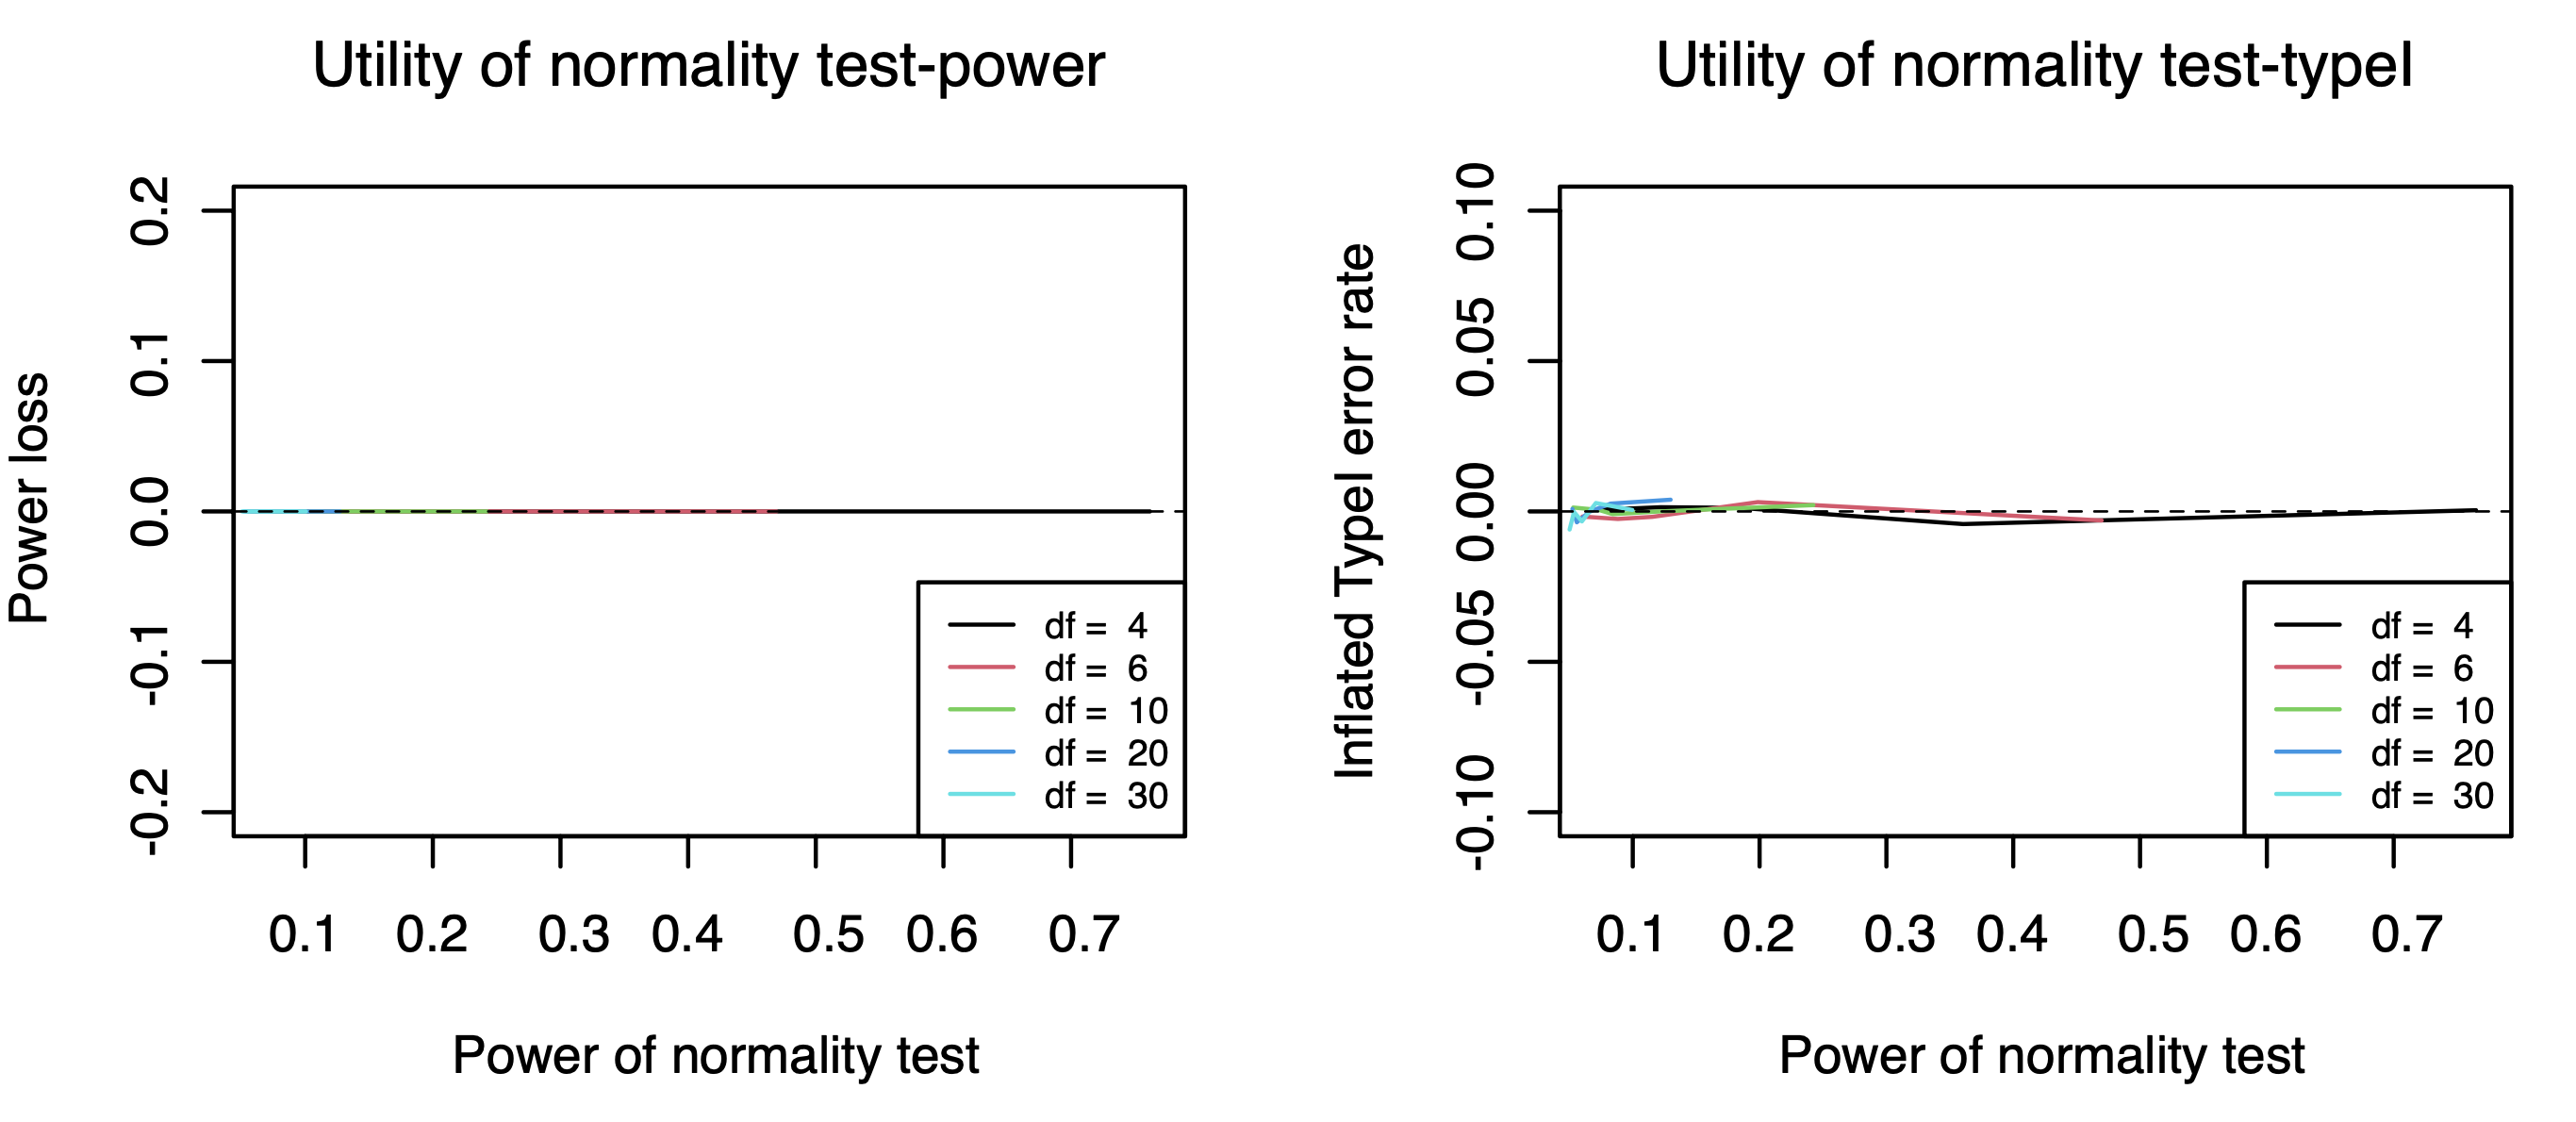 Utility of normality test-power
Power loss
0.2
0.1
0.0
-0.1
-0.2
df = 4
df = 6
df = 10
df = 20
df = 30
0.1 0.2 0.3 0.4 0.5 0.6 0.7
Power of normality test
Utility of normality test-typeI
Inflated TypeI error rate
0.10
0.05
0.00
-0.05
-0.10
df = 4
df = 6
df = 10
df = 20
df = 30
0.1 0.2 0.3 0.4 0.5 0.6 0.7
Power of normality test